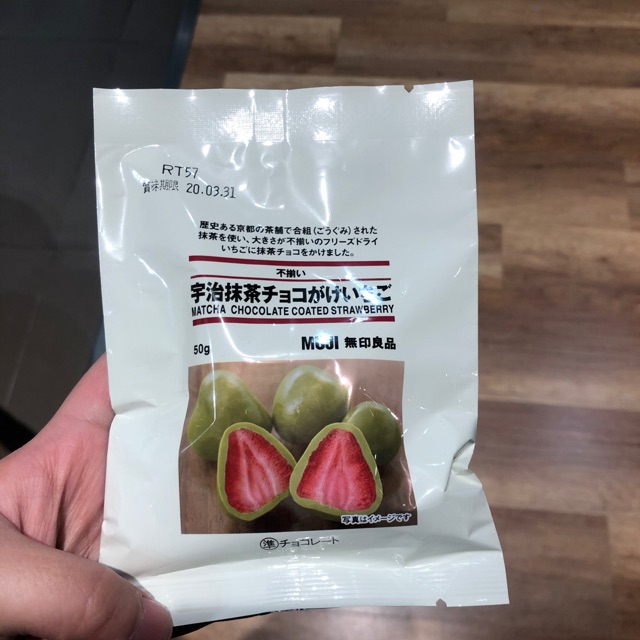 RT57
賞味期限 20.03.31
歴史ある京都の茶舗で合組(ごうぐみ)された
抹茶を使い、大きさが不揃いのフリーズドライ
いちごに抹茶チョコをかけました。
不揃い
宇治抹茶チョコがけいちご
MATCHA CHOCOLATE COATED STRAWBERRY
50g
MUJI 無印良品
写真はイメージです
準 チョコレート